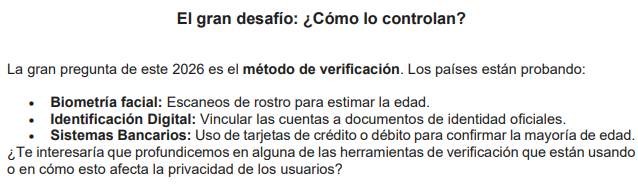 El gran desafío: ¿Cómo lo controlan?
La gran pregunta de este 2026 es el método de verificación. Los países están probando:
• Biometría facial: Escaneos de rostro para estimar la edad.
• Identificación Digital: Vincular las cuentas a documentos de identidad oficiales.
• Sistemas Bancarios: Uso de tarjetas de crédito o débito para confirmar la mayoría de edad.
¿Te interesaría que profundicemos en alguna de las herramientas de verificación que están usando
o en cómo esto afecta la privacidad de los usuarios?